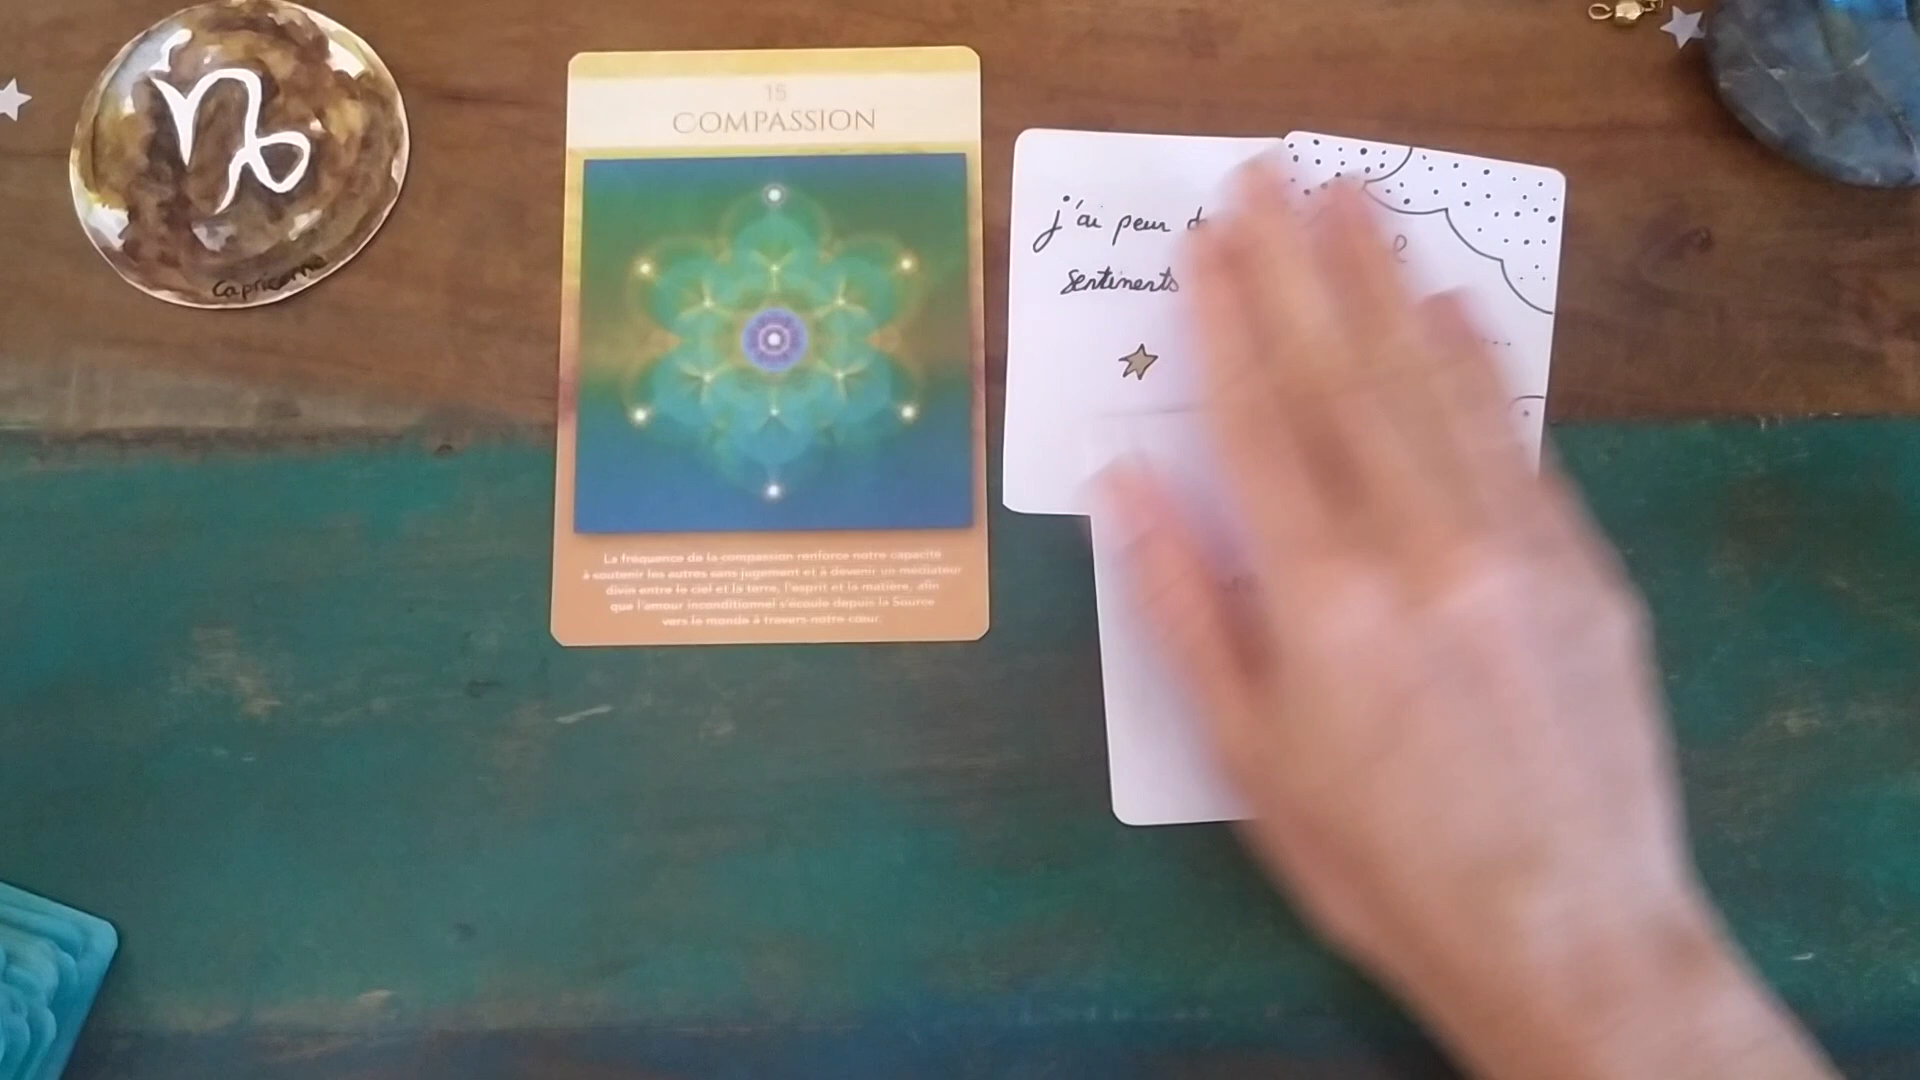 Capricorne
15
COMPASSION
La fréquence de la compassion renforce notre capacité
à soutenir les autres sans jugement et à devenir un médiateur
divin entre le ciel et la terre, l'esprit et la matière, afin
que l'amour inconditionnel s'écoule depuis la Source
vers le monde à travers notre cœur.
j'ai peur
sentiments